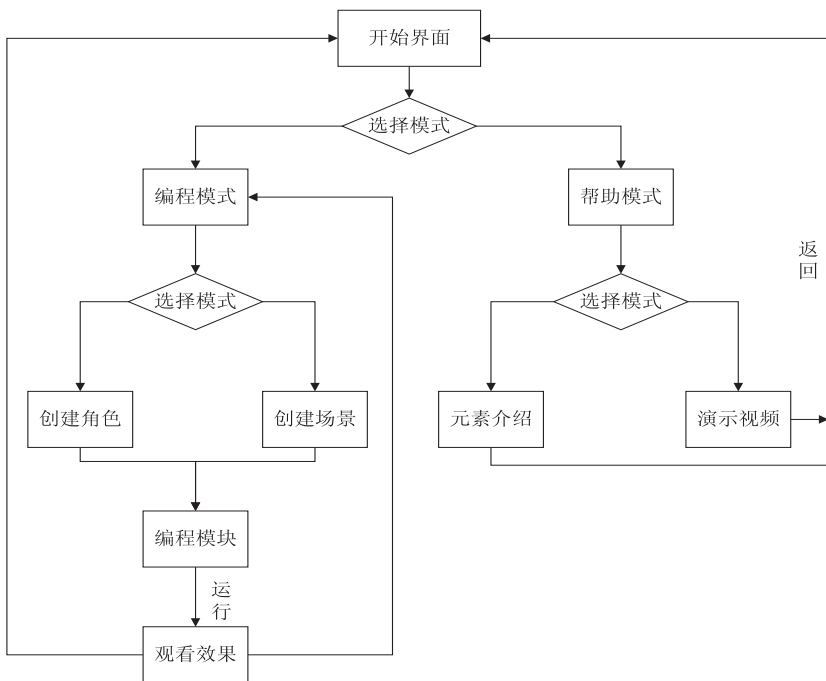 开始界面
选择模式
编程模式
帮助模式
返
回
选择模式
选择模式
创建角色
创建场景
元素介绍
演示视频
编程模块
运
行
观看效果